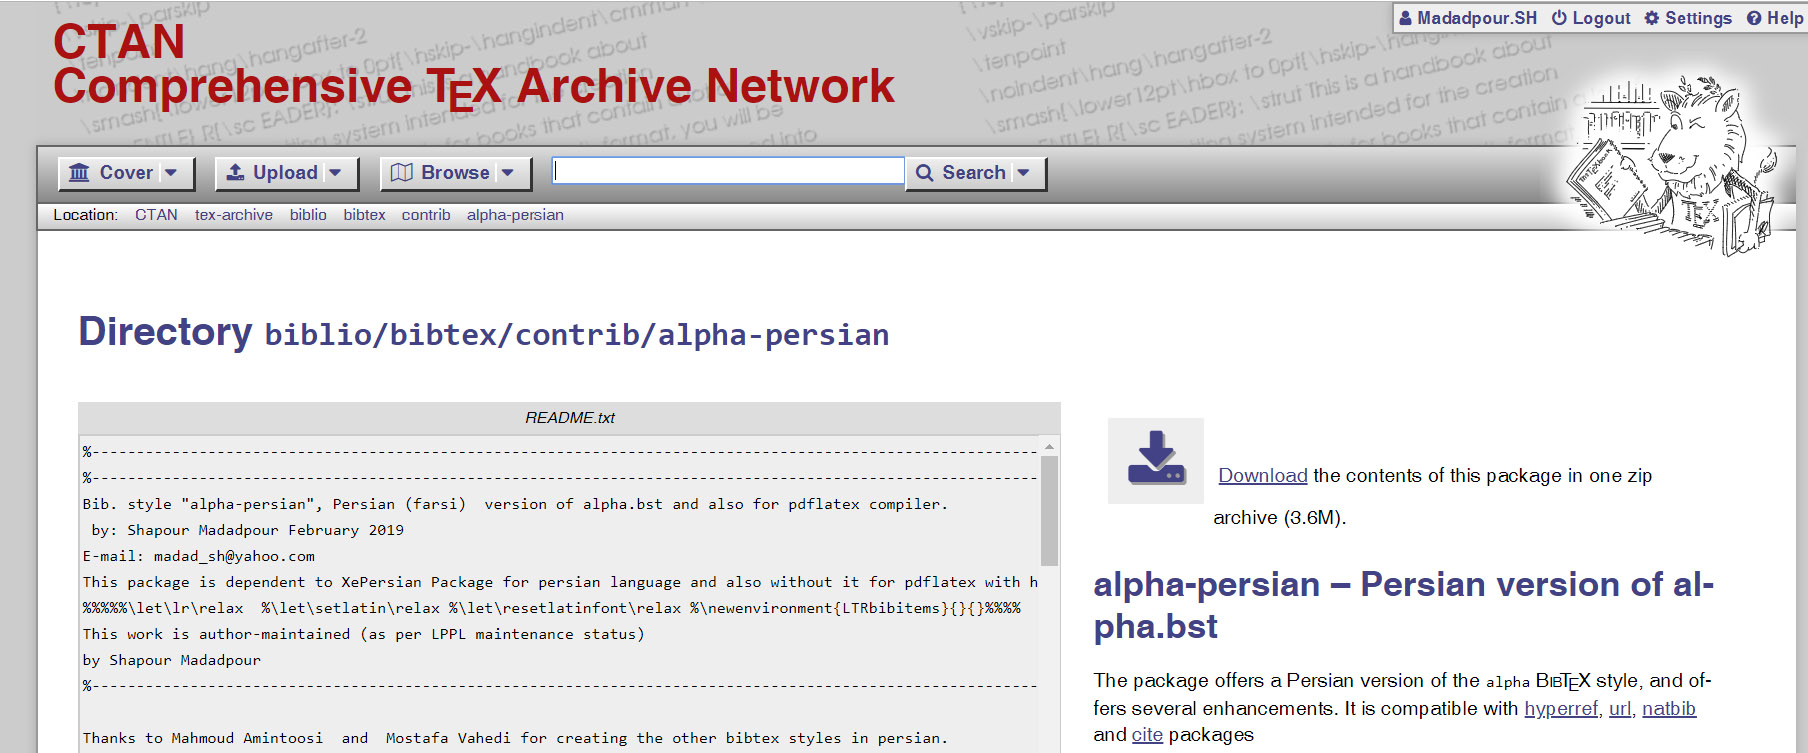 Madadpour.SH Logout Settings Help
CTAN
Comprehensive TEX Archive Network
Cover Upload Browse Search
Location: CTAN tex-archive biblio bibtex contrib alpha-persian
Directory biblio/bibtex/contrib/alpha-persian
README.txt
%-----------------------------------------------------------------------------------------------------------
%-----------------------------------------------------------------------------------------------------------
Bib. style "alpha-persian", Persian (farsi)  version of alpha.bst and also for pdflatex compiler.
by: Shapour Madadpour February 2019
E-mail: madad_sh@yahoo.com
This package is dependent to XePersian Package for persian language and also without it for pdflatex with h
%%%%%\let\lr\relax  %\let\setlatin\relax %\let\resetlatinfont\relax %\newenvironment{LTRbibitems}{}{}%%%%
This work is author-maintained (as per LPPL maintenance status)
by Shapour Madadpour
%-----------------------------------------------------------------------------------------------------------
Thanks to Mahmoud Amintoosi  and  Mostafa Vahedi for creating the other bibtex styles in persian.
Download the contents of this package in one zip
archive (3.6M).
alpha-persian – Persian version of al-
pha.bst
The package offers a Persian version of the alpha BIBTEX style, and of-
fers several enhancements. It is compatible with hyperref, url, natbib
and cite packages